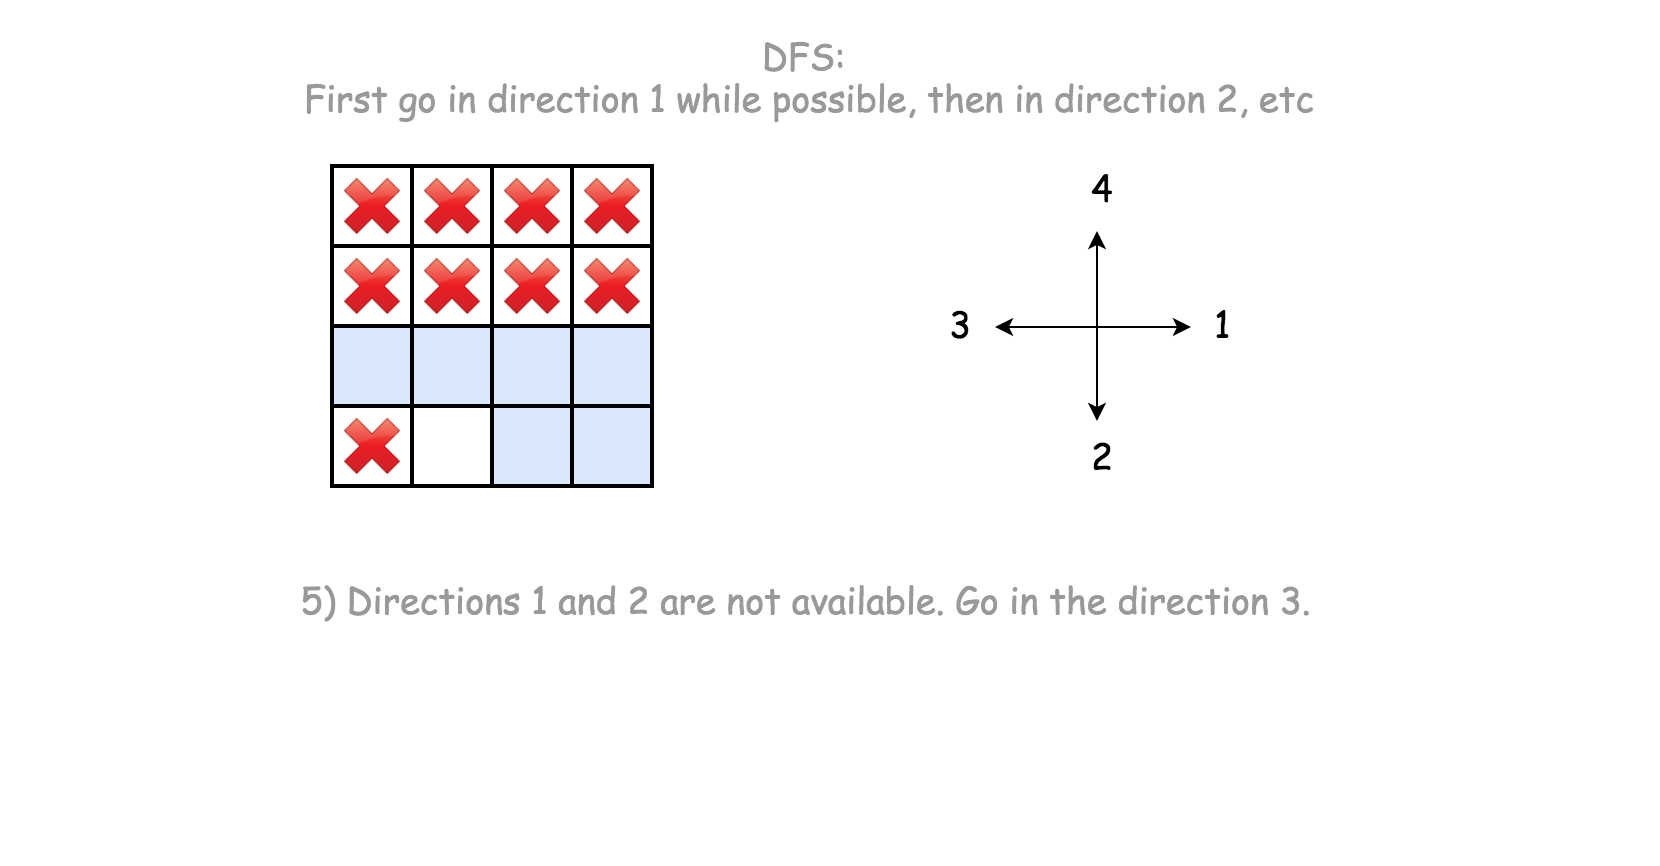 DFS:
First go in direction 1 while possible, then in direction 2, etc
4
3
1
2
5) Directions 1 and 2 are not available. Go in the direction 3.